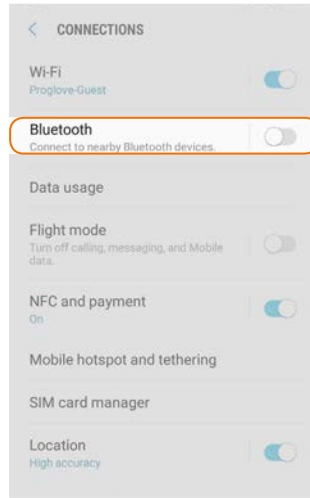 CONNECTIONS
Wi-Fi
Proglove-Guest
Bluetooth
Connect to nearby Bluetooth devices.
Data usage
Flight mode
Turn off calling, messaging, and Mobile
data.
NFC and payment
On
Mobile hotspot and tethering
SIM card manager
Location
High accuracy